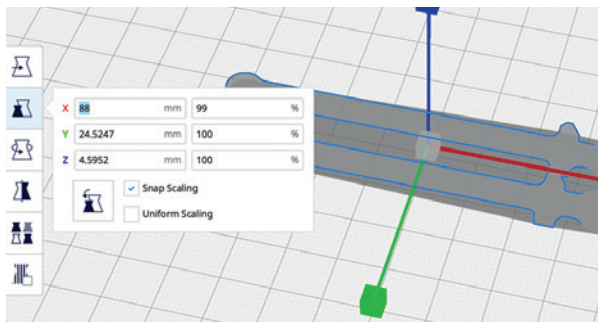 X 88 mm 99 %
Y 24.5247 mm 100 %
Z 4.5952 mm 100 %
Snap Scaling
Uniform Scaling